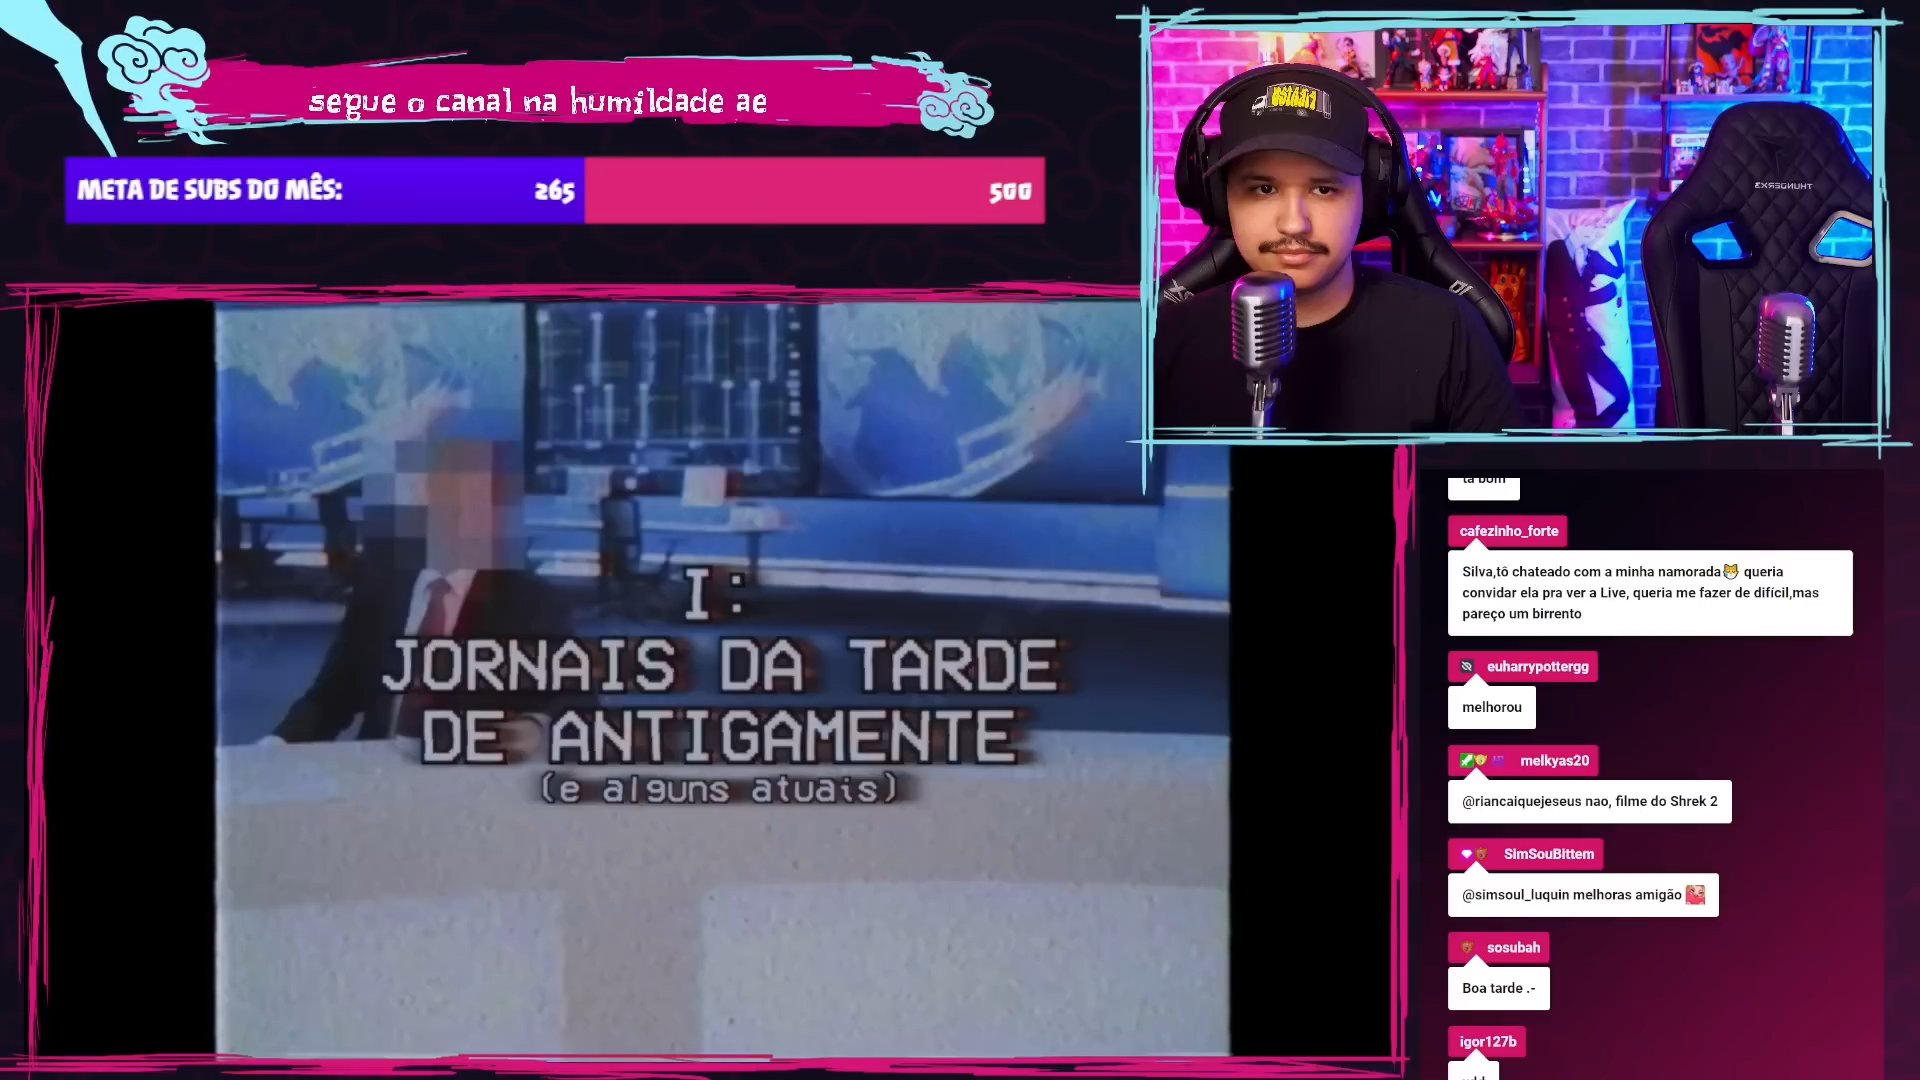 segue o canal na humildade ae
META DE SUBS DO MÊS: 265 500
THUNDERX3
I:
JORNAIS DA TARDE
DE ANTIGAMENTE
(e alguns atuais)
ta bom
cafezinho_forte
Silva,tô chateado com a minha namorada queria
convidar ela pra ver a Live, queria me fazer de difícil,mas
pareço um birrento
euharrypottergg
melhorou
melkyas20
@riancaiquejeseus nao, filme do Shrek 2
SimSouBittem
@simsoul_luquin melhoras amigão
sosubah
Boa tarde .-
igor127b